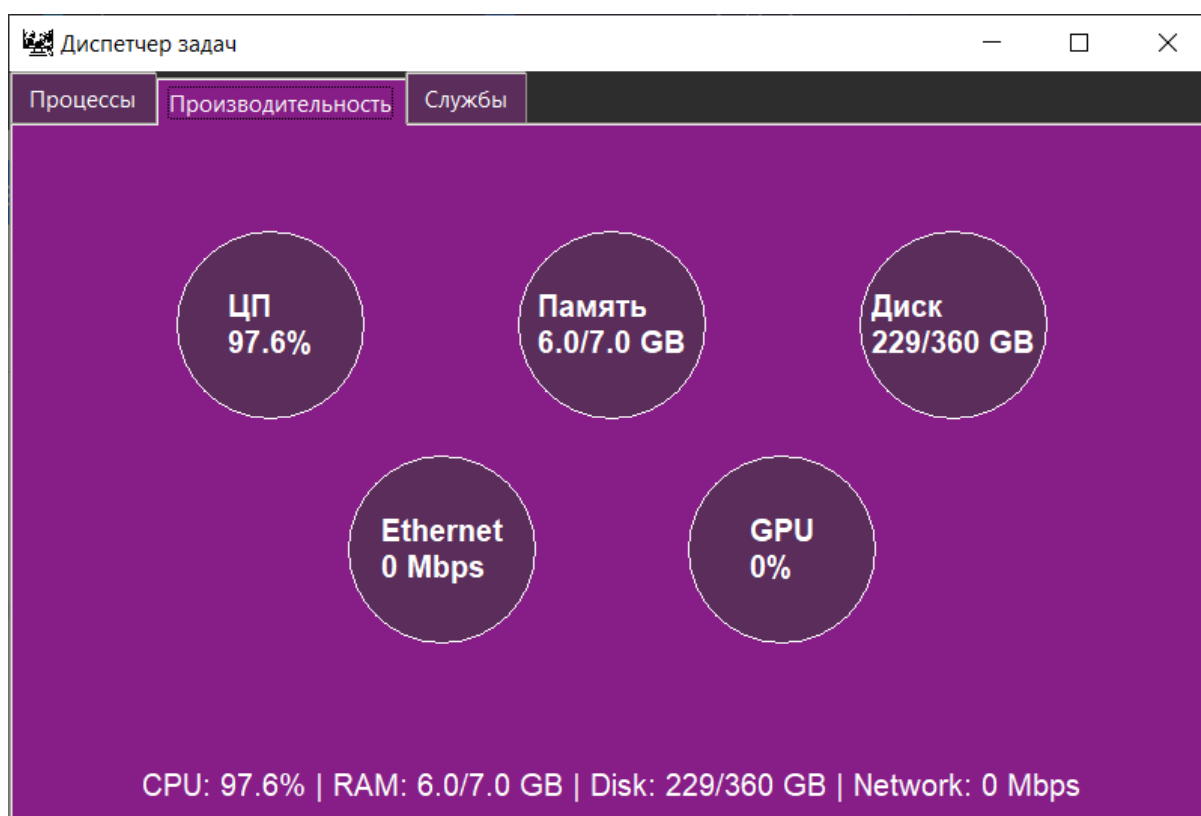 Диспетчер задач
Процессы Производительность Службы
ЦП
97.6%
Память
6.0/7.0 GB
Диск
229/360 GB
Ethernet
0 Mbps
GPU
0%
CPU: 97.6% | RAM: 6.0/7.0 GB | Disk: 229/360 GB | Network: 0 Mbps